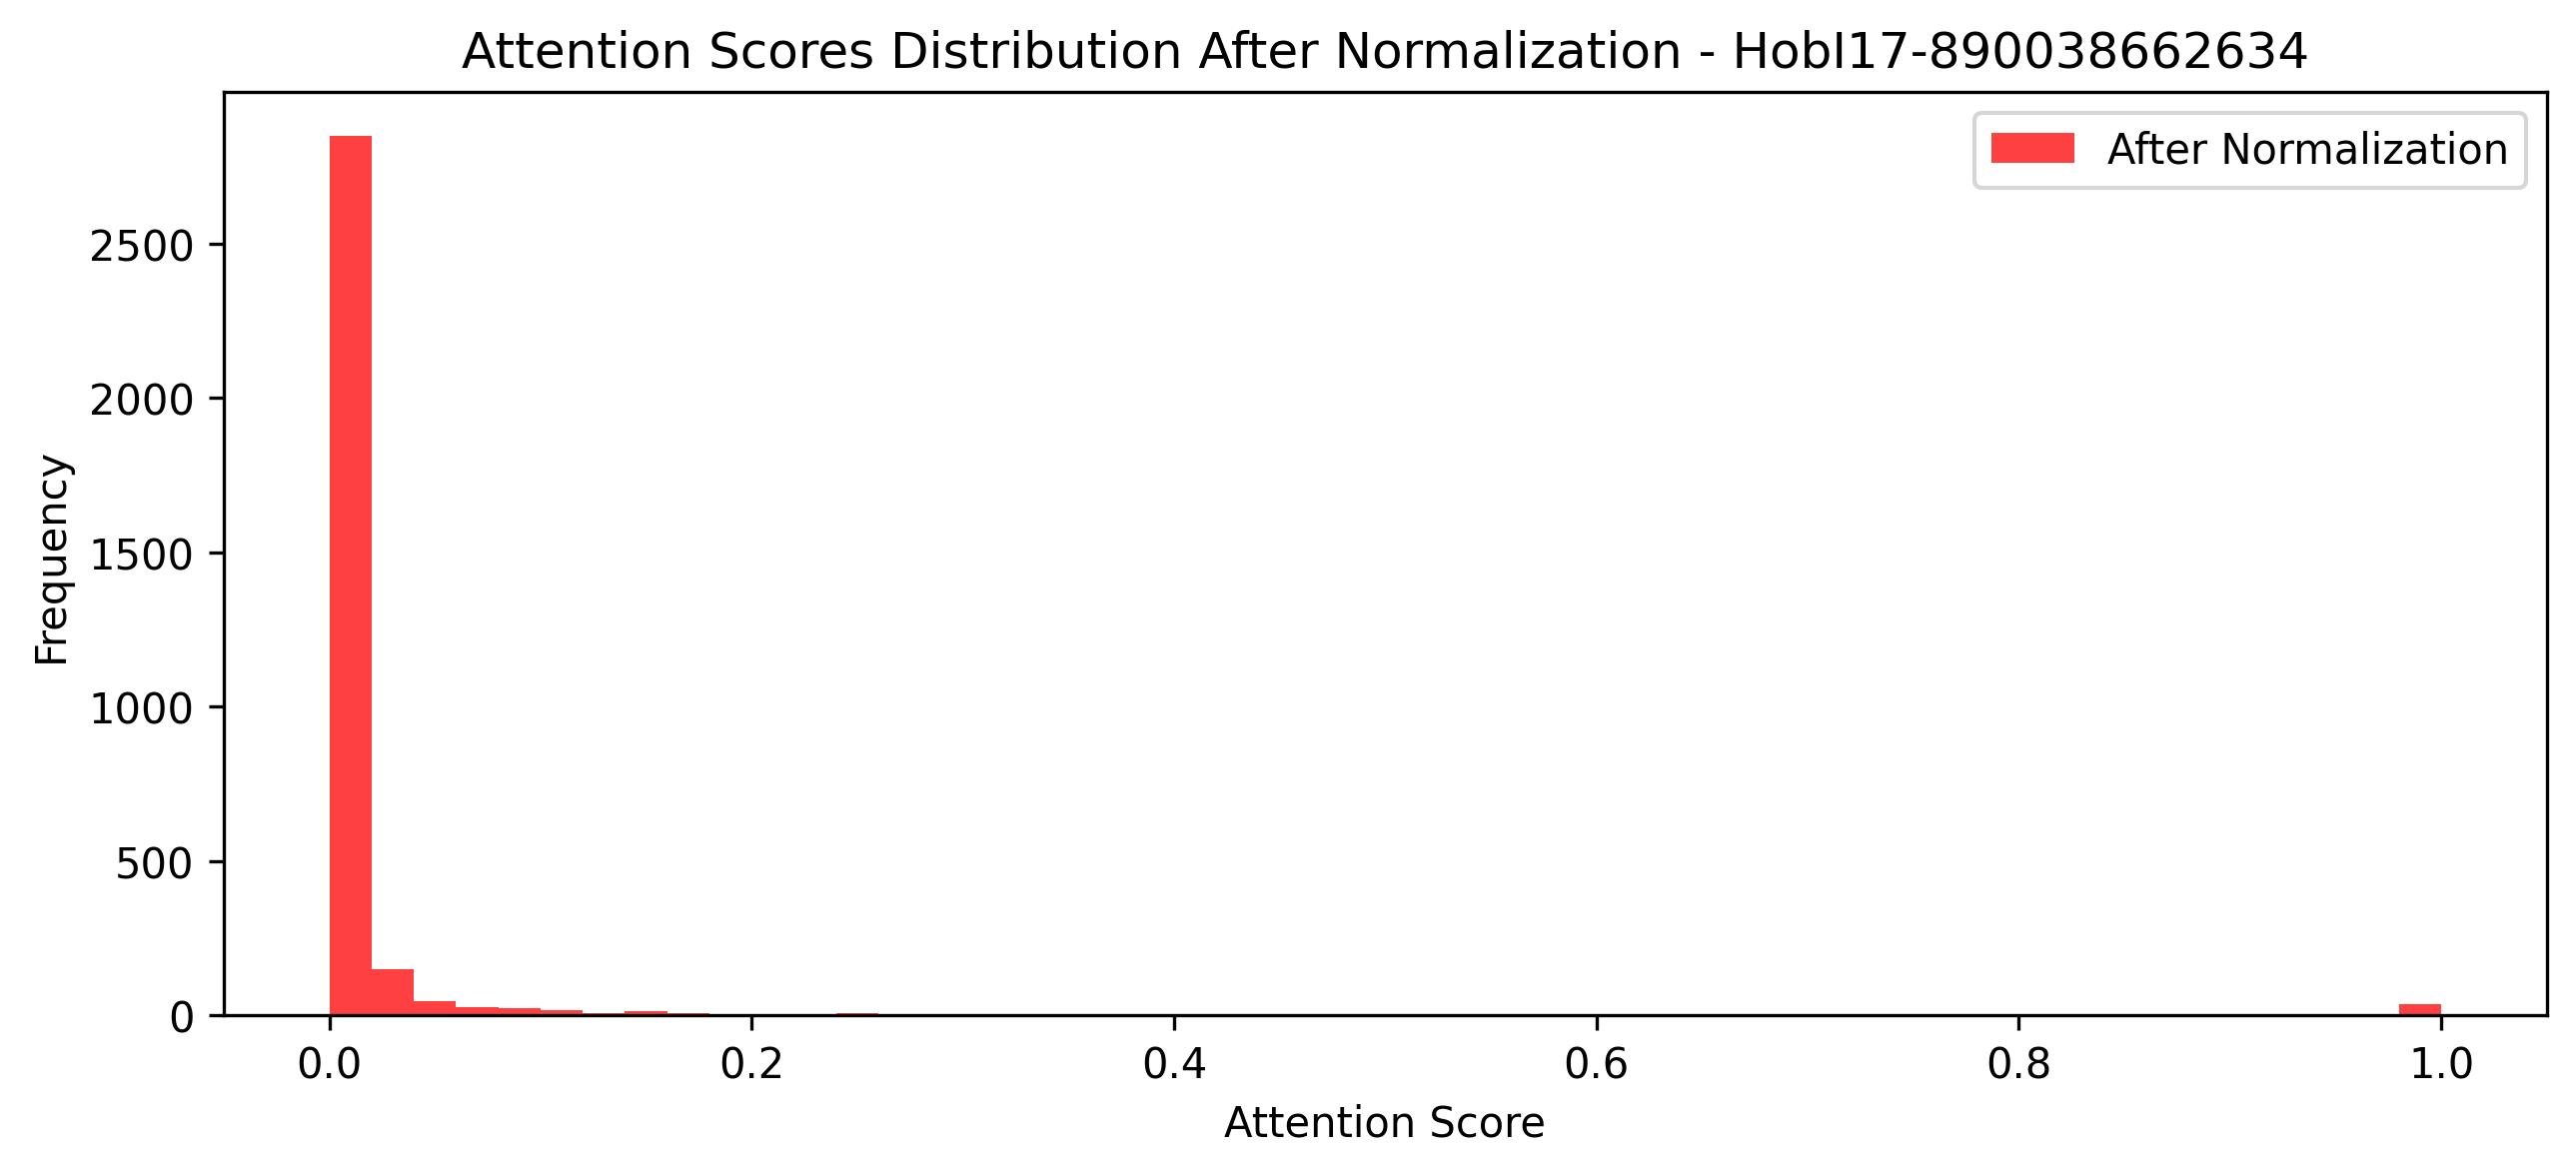 Attention Scores Distribution After Normalization - HobI17-890038662634
After Normalization
Frequency
2500
2000
1500
1000
500
0
0.0 0.2 0.4 0.6 0.8 1.0
Attention Score